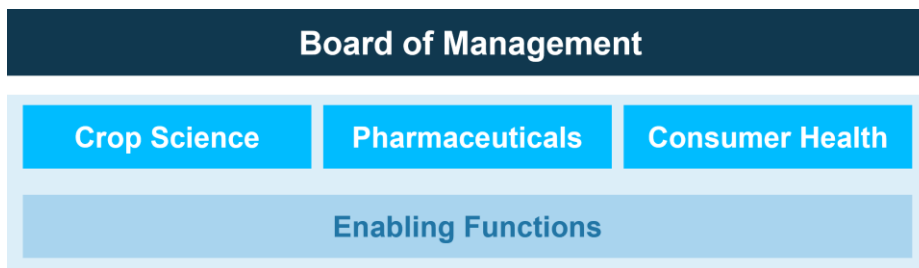 Board of Management
Crop Science
Pharmaceuticals
Consumer Health
Enabling Functions